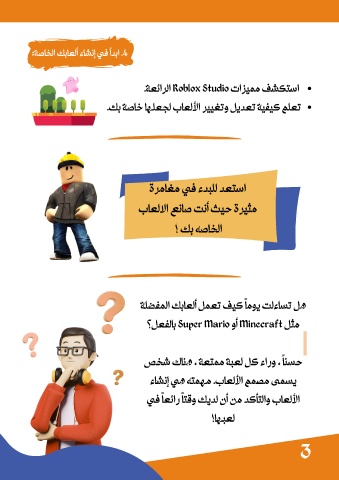 4. ابدأ في إنشاء ألعابك الخاصة:
• استكشف مميزات Roblox Studio الرائعة.
• تعلم كيفية تعديل وتغيير الألعاب لجعلها خاصة بك.
استعد للبدء في مغامرة
مثيرة حيث أنت صانع الالعاب
الخاصه بك !
هل تساءلت يوماً كيف تعمل ألعابك المفضلة
مثل Minecraft أو Super Mario بالفعل؟
حسناً ، وراء كل لعبة ممتعة ، هناك شخص
يسمى مصمم الألعاب. مهمته هي إنشاء
الألعاب والتأكد من أن لديك وقتاً رائعاً في
لعبها!
3